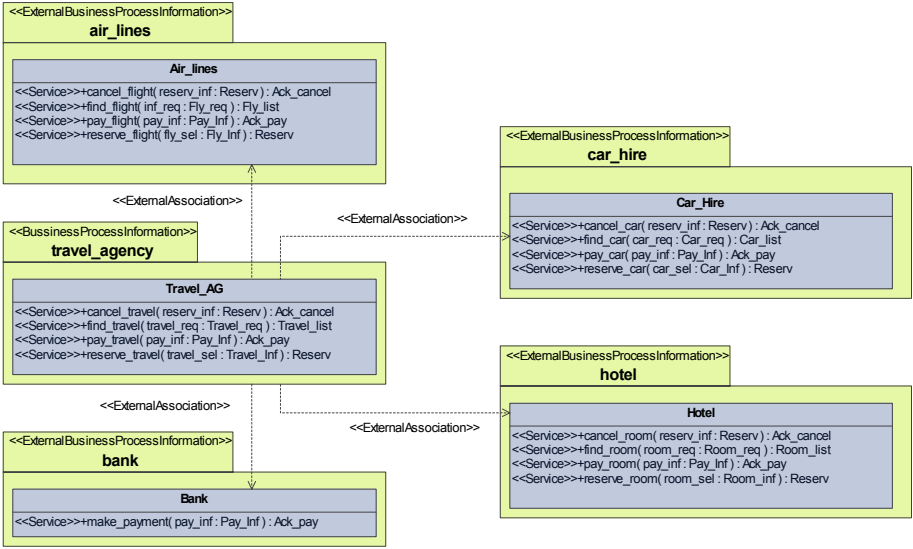 <<ExternalBusinessProcessInformation>>
air_lines
Air_lines
<<Service>>+cancel_flight( reserv_inf : Reserv ) : Ack_cancel
<<Service>>+find_flight( inf_req : Fly_req ) : Fly_list
<<Service>>+pay_flight( pay_inf : Pay_Inf ) : Ack_pay
<<Service>>+reserve_flight( fly_sel : Fly_Inf ) : Reserv
<<ExternalAssociation>>
<<BussinessProcessInformation>>
travel_agency
Travel_AG
<<Service>>+cancel_travel( reserv_inf : Reserv ) : Ack_cancel
<<Service>>+find_travel( travel_req : Travel_req ) : Travel_list
<<Service>>+pay_travel( pay_inf : Pay_Inf ) : Ack_pay
<<Service>>+reserve_travel( travel_sel : Travel_Inf ) : Reserv
<<ExternalAssociation>>
<<ExternalBusinessProcessInformation>>
bank
Bank
<<Service>>+make_payment( pay_inf : Pay_Inf ) : Ack_pay
<<ExternalBusinessProcessInformation>>
car_hire
<<ExternalAssociation>>
Car_Hire
<<Service>>+cancel_car( reserv_inf : Reserv ) : Ack_cancel
<<Service>>+find_car( car_req : Car_req ) : Car_list
<<Service>>+pay_car( pay_inf : Pay_Inf ) : Ack_pay
<<Service>>+reserve_car( car_sel : Car_Inf ) : Reserv
<<ExternalBusinessProcessInformation>>
hotel
<<ExternalAssociation>>
Hotel
<<Service>>+cancel_room( reserv_inf : Reserv ) : Ack_cancel
<<Service>>+find_room( room_req : Room_req ) : Room_list
<<Service>>+pay_room( pay_inf : Pay_Inf ) : Ack_pay
<<Service>>+reserve_room( room_sel : Room_inf ) : Reserv